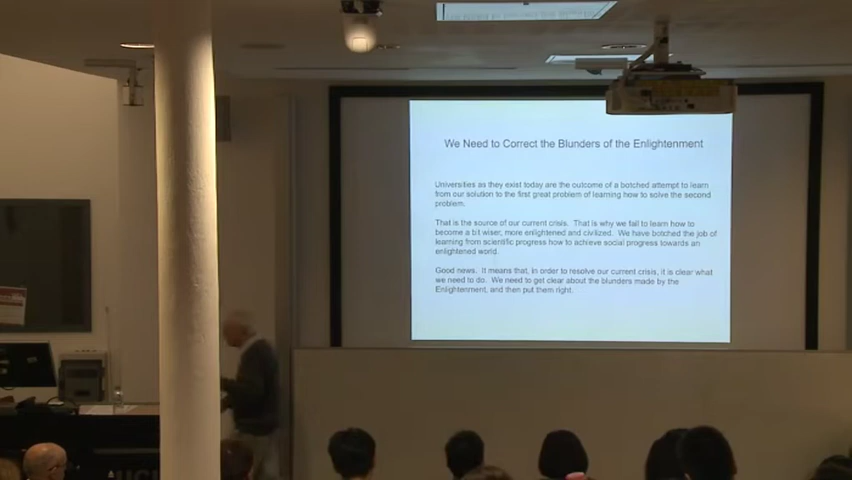 We Need to Correct the Blunders of the Enlightenment
Universities as they exist today are the outcome of a botched attempt to learn
from our solution to the first great problem of learning how to solve the second
problem.
That is the source of our current crisis. That is why we fail to learn how to
become a bit wiser, more enlightened and civilized. We have botched the job of
learning from scientific progress how to achieve social progress towards an
enlightened world.
Good news. It means that, in order to resolve our current crisis, it is clear what
we need to do. We need to get clear about the blunders made by the
Enlightenment, and then put them right.